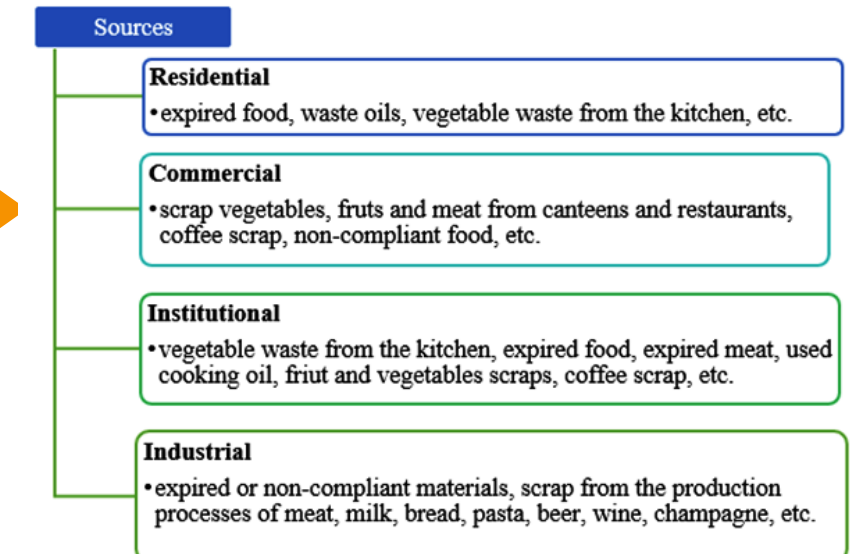 Sources
Residential
•expired food, waste oils, vegetable waste from the kitchen, etc.
Commercial
•scrap vegetables, fruts and meat from canteens and restaurants,
coffee scrap, non-compliant food, etc.
Institutional
•vegetable waste from the kitchen, expired food, expired meat, used
cooking oil, friut and vegetables scraps, coffee scrap, etc.
Industrial
•expired or non-compliant materials, scrap from the production
processes of meat, milk, bread, pasta, beer, wine, champagne, etc.